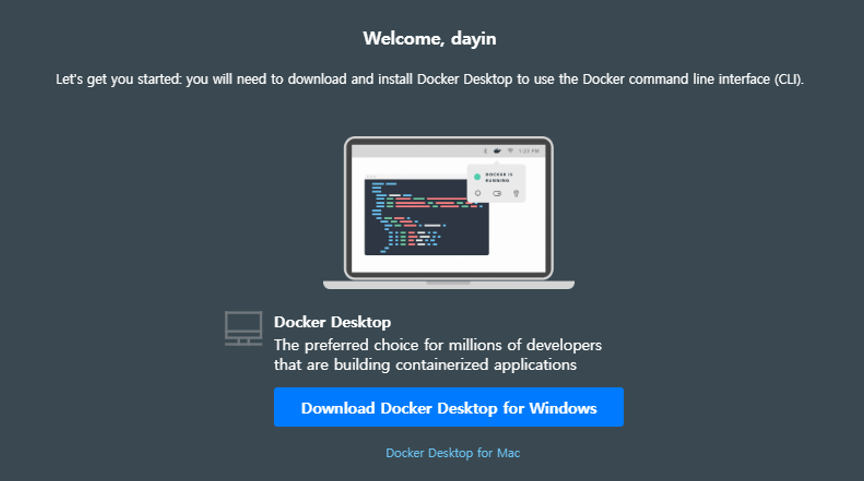 Welcome, dayin
Let's get you started: you will need to download and install Docker Desktop to use the Docker command line interface (CLI).
1:23 PM
DOCKER IS
RUNNING
Docker Desktop
The preferred choice for millions of developers
that are building containerized applications
Download Docker Desktop for Windows
Docker Desktop for Mac